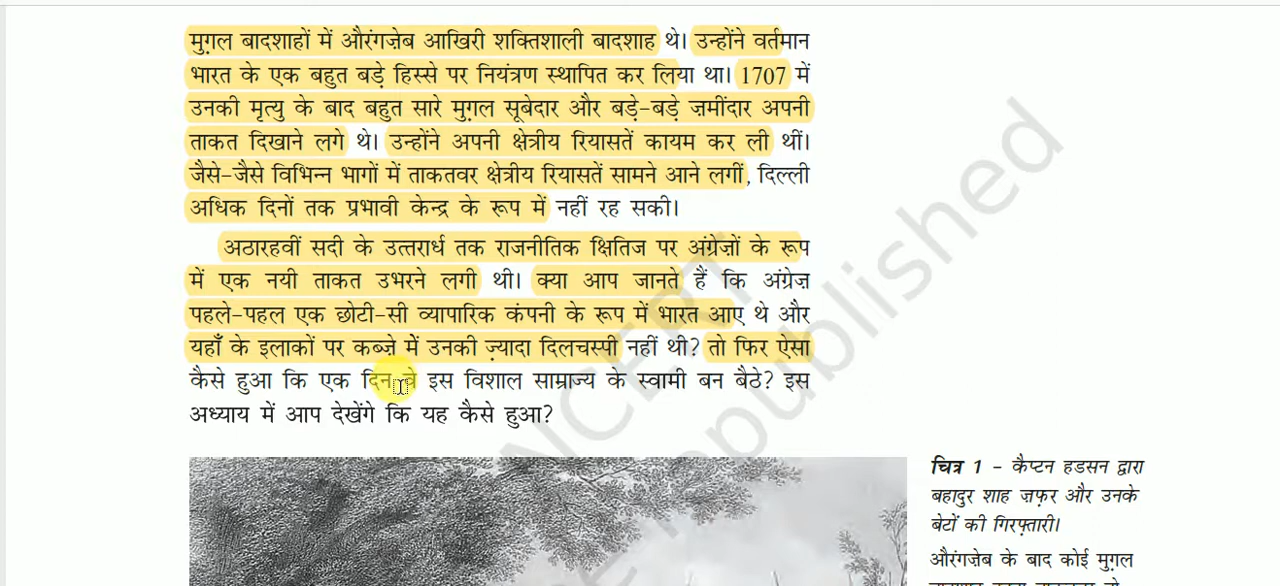 मुग़ल बादशाहों में औरंगज़ेब आखिरी शक्तिशाली बादशाह थे। उन्होंने वर्तमान
भारत के एक बहुत बड़े हिस्से पर नियंत्रण स्थापित कर लिया था। 1707 में
उनकी मृत्यु के बाद बहुत सारे मुग़ल सूबेदार और बड़े-बड़े ज़मींदार अपनी
ताकत दिखाने लगे थे। उन्होंने अपनी क्षेत्रीय रियासतें कायम कर ली थीं।
जैसे-जैसे विभिन्न भागों में ताकतवर क्षेत्रीय रियासतें सामने आने लगीं, दिल्ली
अधिक दिनों तक प्रभावी केन्द्र के रूप में नहीं रह सकी।
अठारहवीं सदी के उत्तरार्ध तक राजनीतिक क्षितिज पर अंग्रेज़ों के रूप
में एक नयी ताकत उभरने लगी थी। क्या आप जानते हैं कि अंग्रेज़
पहले-पहल एक छोटी-सी व्यापारिक कंपनी के रूप में भारत आए थे और
यहाँ के इलाकों पर कब्ज़े में उनकी ज़्यादा दिलचस्पी नहीं थी? तो फिर ऐसा
कैसे हुआ कि एक दिन वे इस विशाल साम्राज्य के स्वामी बन बैठे? इस
अध्याय में आप देखेंगे कि यह कैसे हुआ?
चित्र 1 – कैप्टन हडसन द्वारा
बहादुर शाह ज़फ़र और उनके
बेटों की गिरफ़्तारी।
औरंगज़ेब के बाद कोई मुग़ल
NCERT
republished